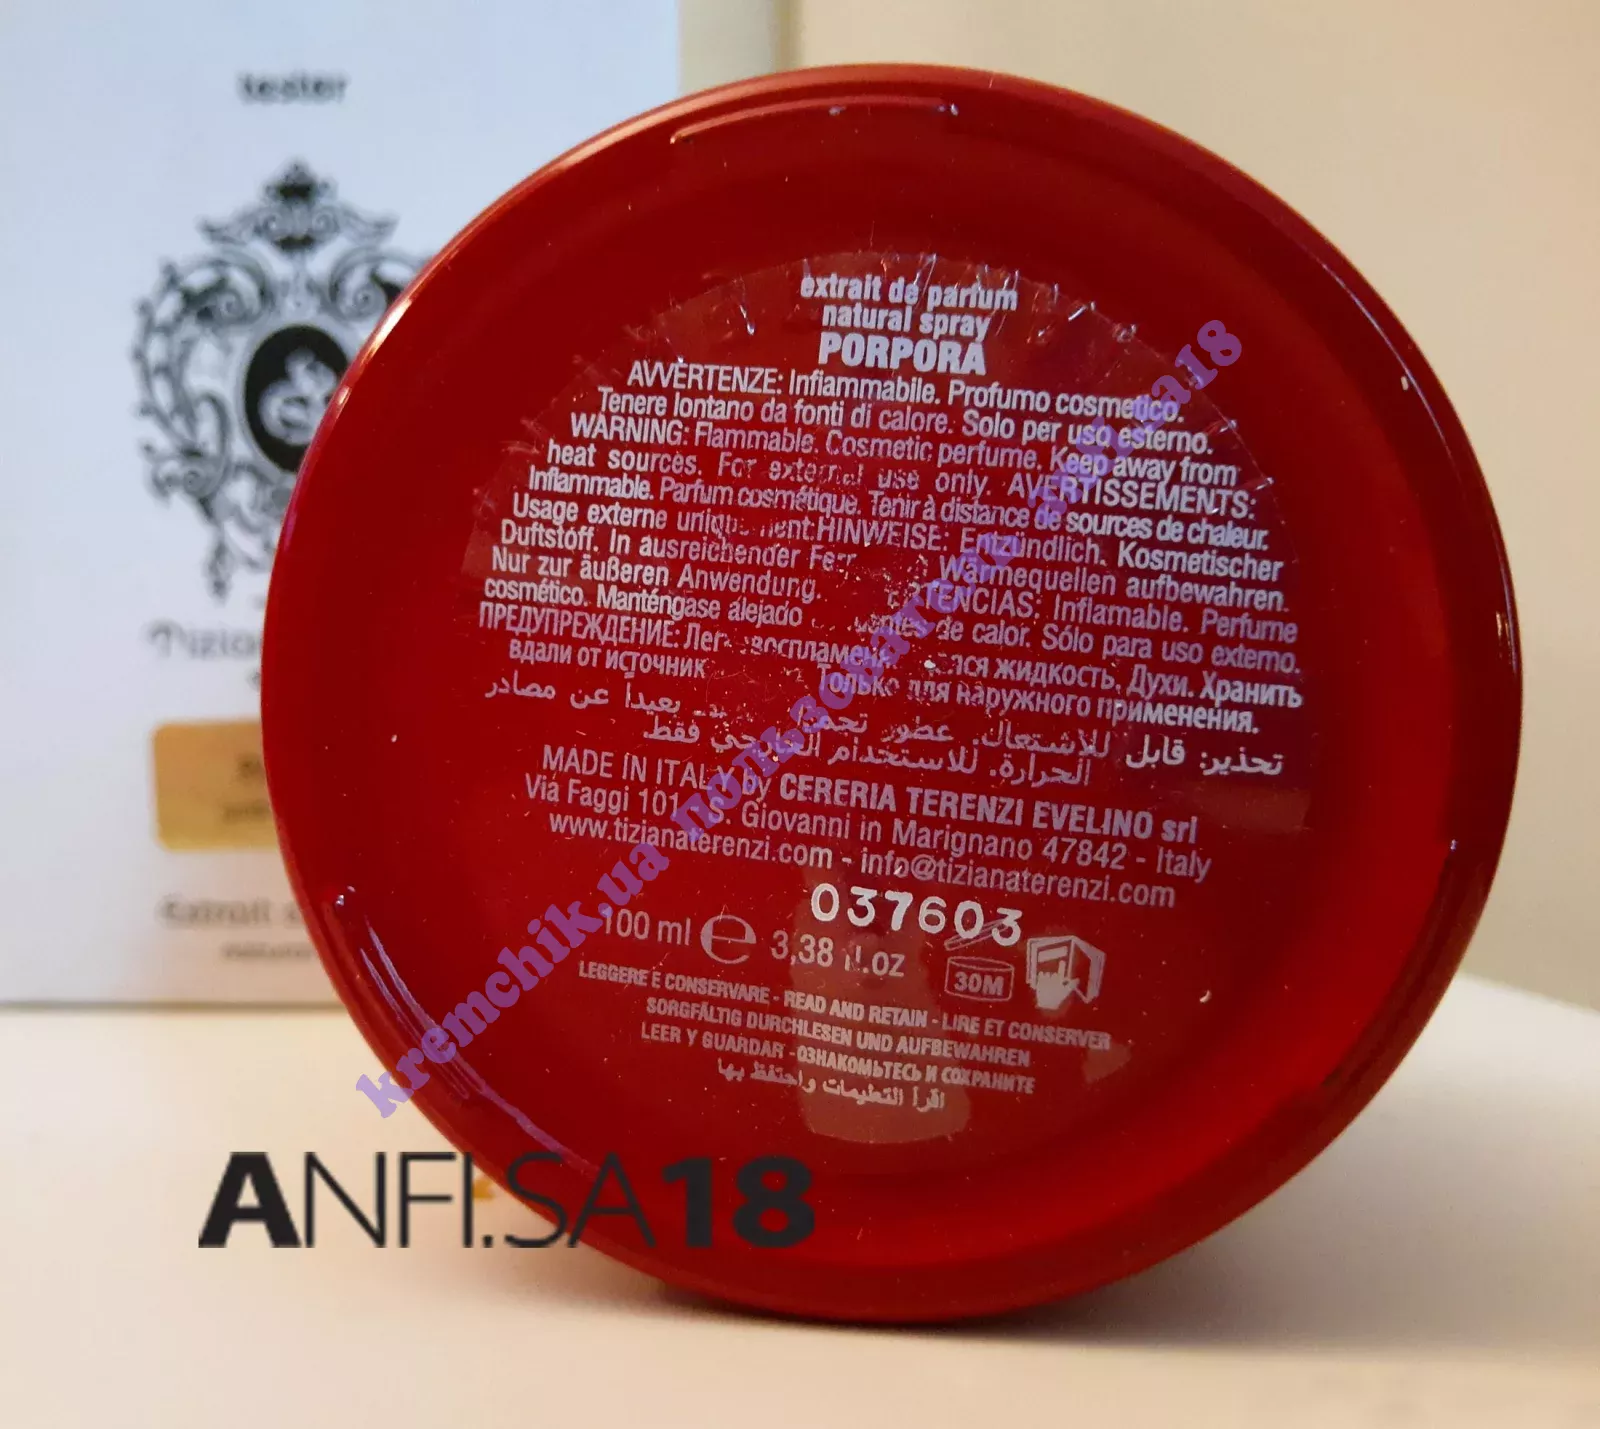 tester
extrait de parfum
natural spray
PORPORA
AVVERTENZE: Infiammabile. Profumo cosmetico.
Tenere lontano da fonti di calore. Solo per uso esterno.
WARNING: Flammable. Cosmetic perfume. Keep away from
heat sources. For external use only. AVERTISSEMENTS:
Inflammable. Parfum cosmétique. Tenir à distance de sources de chaleur.
Usage externe uniquement. HINWEISE: Entzündlich. Kosmetischer
Duftstoff. In ausreichender Wärmequellen aufbewahren.
Nur zur äußeren Anwendung. Inflamable. Perfume
cosmético. Manténgase alejado de calor. Sólo para uso externo.
ПРЕДУПРЕЖДЕНИЕ: жидкость. Духи. Хранить
вдали от Только для наружного применения.
تحذير: قابل للاشتعال. عطور بعيداً عن مصادر
الحرارة. للاستخدام الخارجي فقط.
MADE IN ITALY by CERERIA TERENZI EVELINO srl
Via Faggi 101 - S. Giovanni in Marignano 47842 - Italy
www.tizianaterenzi.com - info@tizianaterenzi.com
037603
100 ml e 3,38 fl.oz
30M
LEGGERE E CONSERVARE - READ AND RETAIN - LIRE ET CONSERVER
SORGFÄLTIG DURCHLESEN UND AUFBEWAHREN
LEER Y GUARDAR - ОЗНАКОМЬТЕСЬ И СОХРАНИТЕ
اقرأ التعليمات واحتفظ بها
kremchik.ua пользователь anfisa18
ANFI.SA18